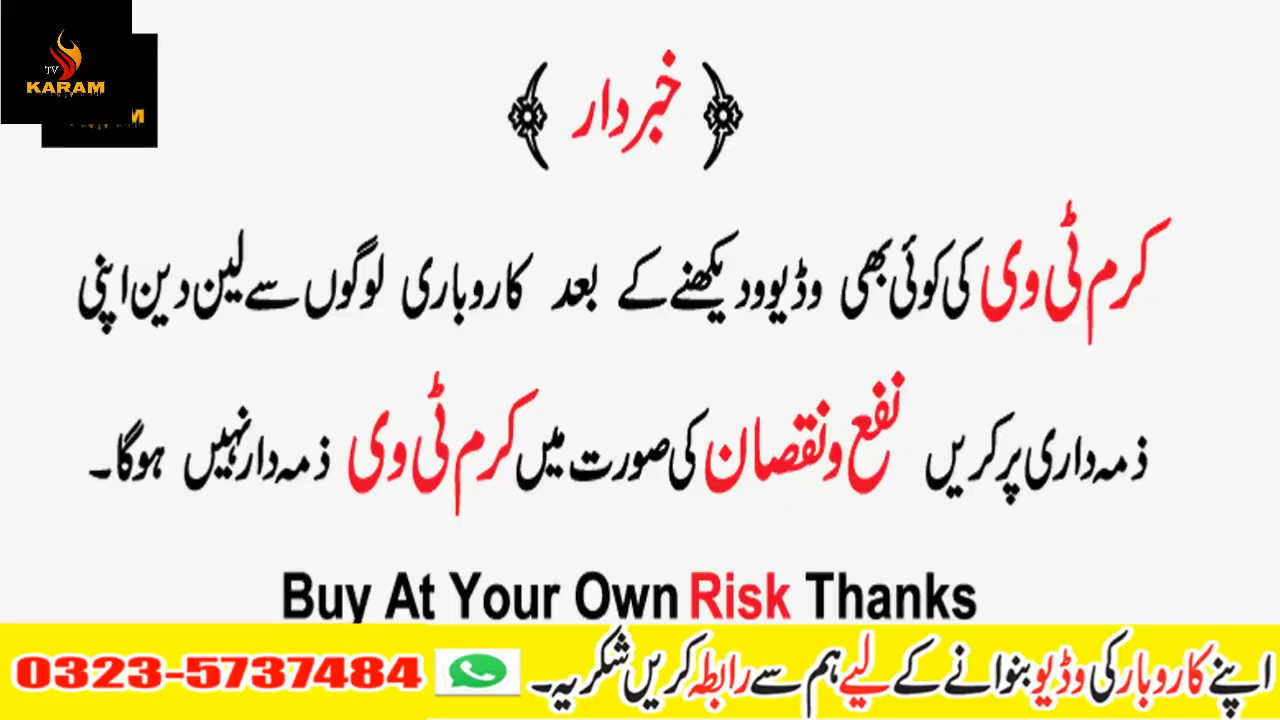 TV
KARAM
خبردار
کرم ٹی وی کی کوئی بھی وڈیو دیکھنے کے بعد کاروباری لوگوں سے لین دین اپنی
ذمہ داری پر کریں نفع ونقصان کی صورت میں کرم ٹی وی ذمہ دار نہیں ہوگا۔
Buy At Your Own Risk Thanks
اپنے کاروبار کی وڈیو بنوانے کے لیے ہم سے رابطہ کریں شکریہ۔
0323-5737484